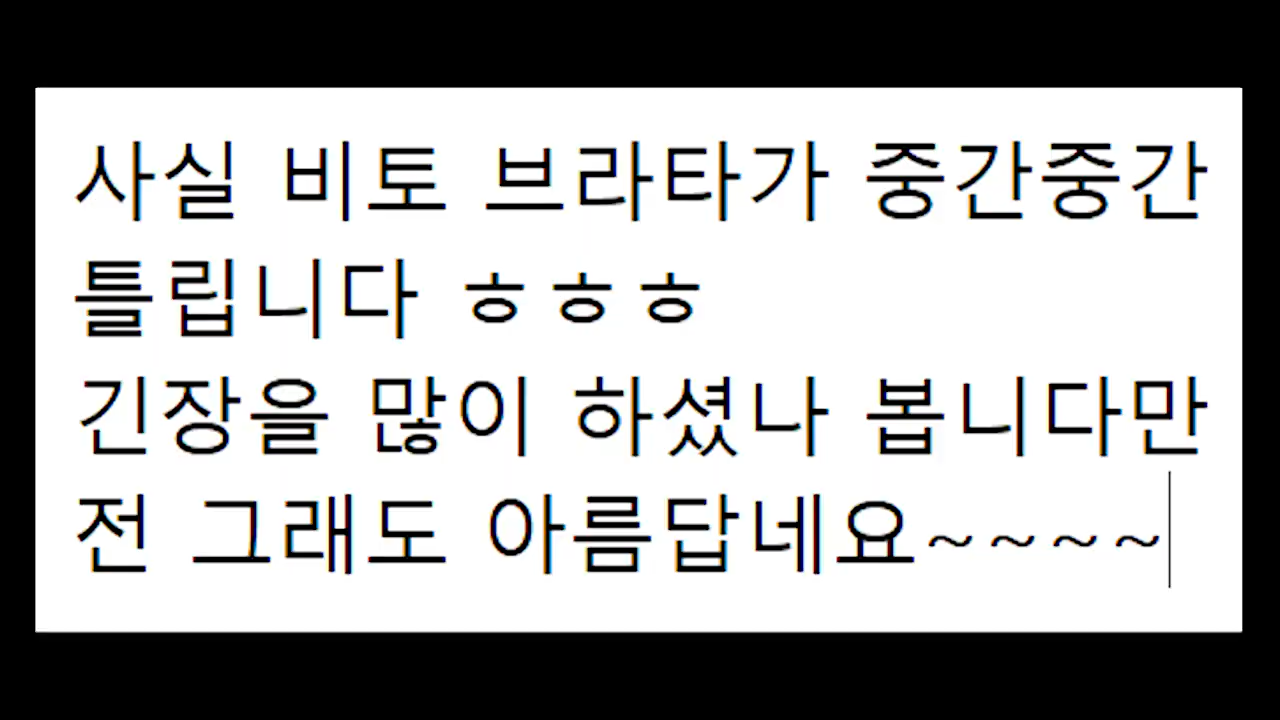 사실 비토 브라타가 중간중간
틀립니다 ㅎㅎㅎ
긴장을 많이 하셨나 봅니다만
전 그래도 아름답네요~~~~